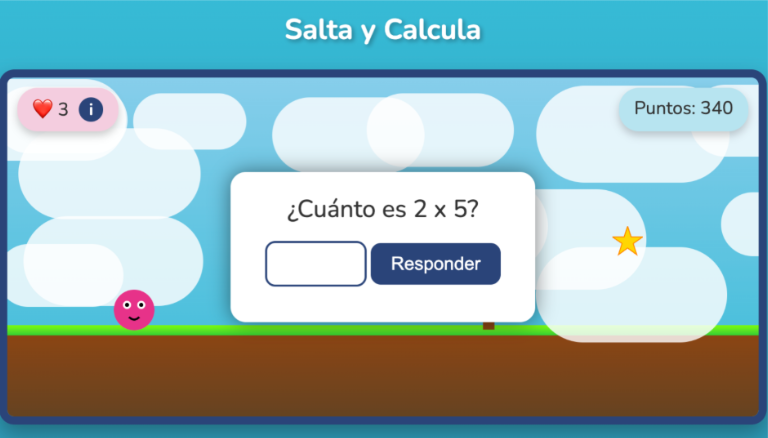 Salta y Calcula
❤️ 3 i
Puntos: 340
¿Cuánto es 2 x 5?
Responder